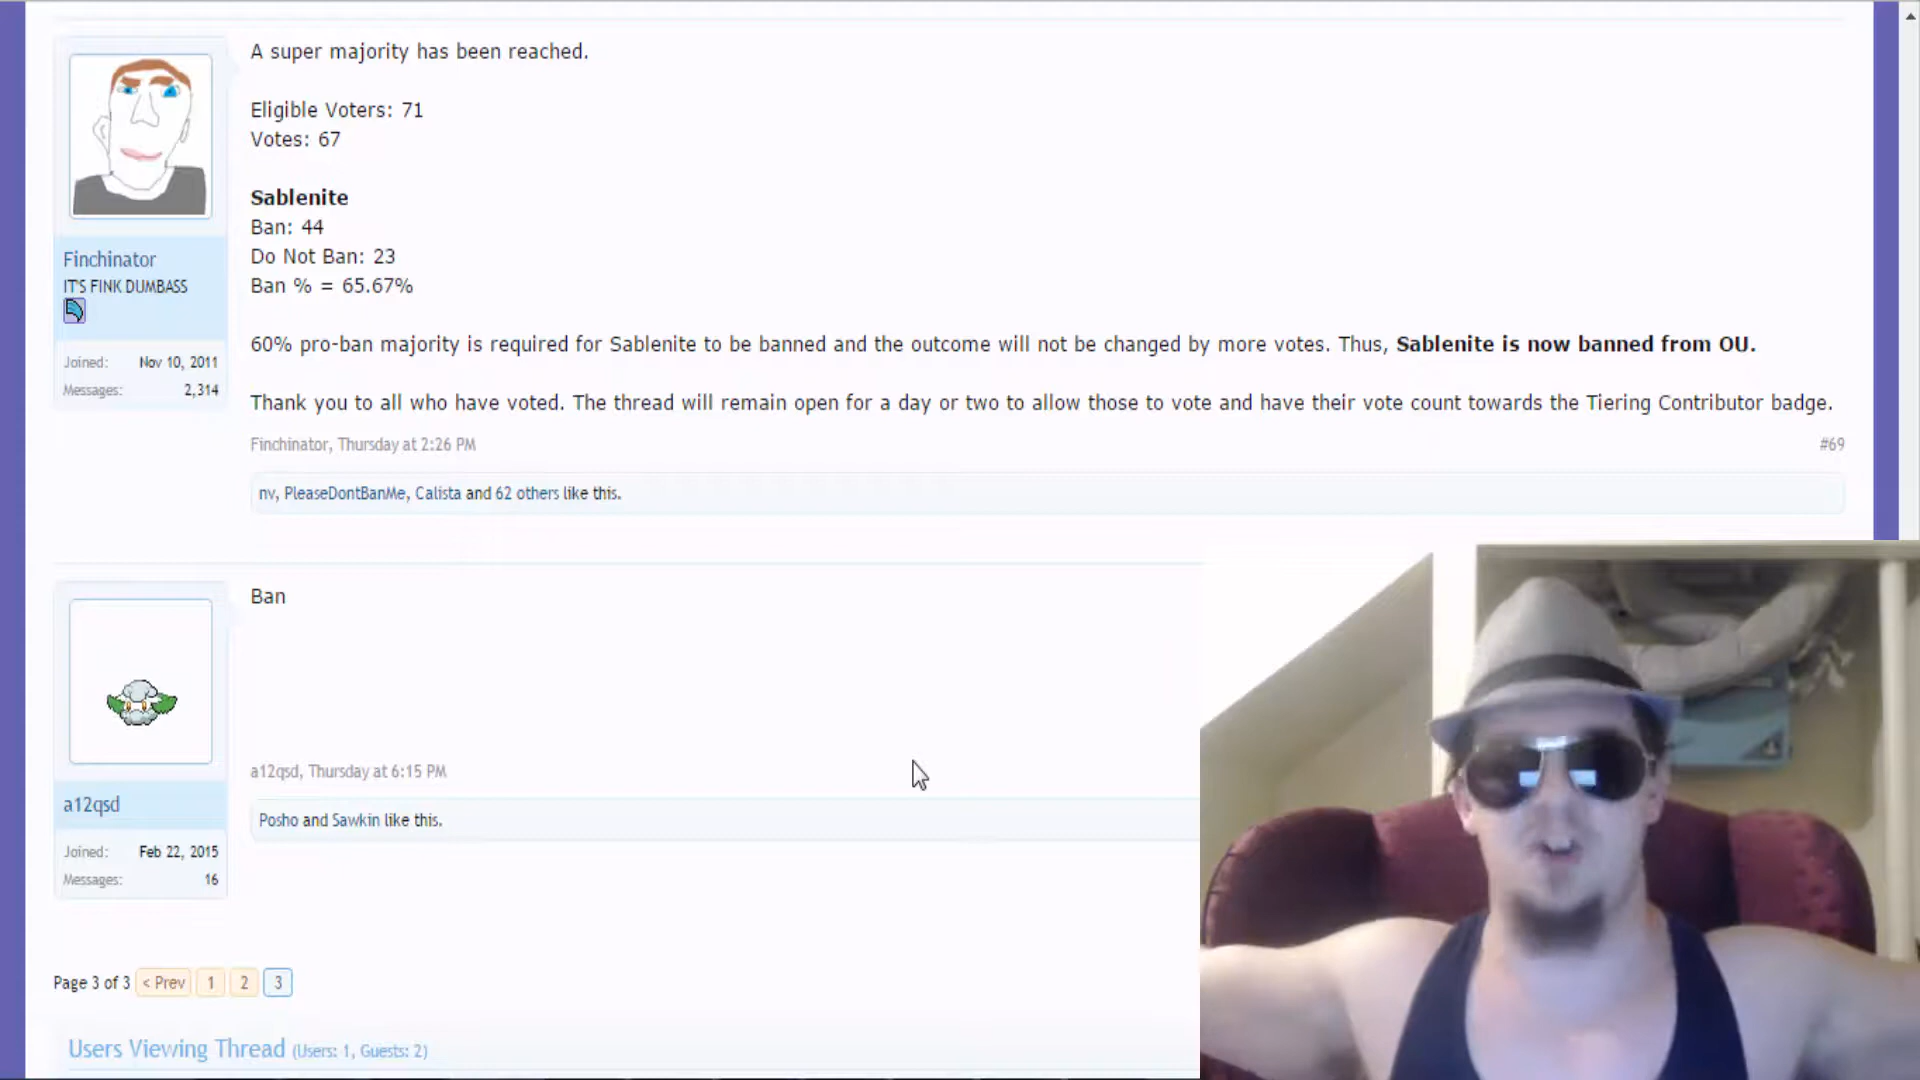 A super majority has been reached.
Eligible Voters: 71
Votes: 67
Sablenite
Ban: 44
Do Not Ban: 23
Ban % = 65.67%
60% pro-ban majority is required for Sablenite to be banned and the outcome will not be changed by more votes. Thus, Sablenite is now banned from OU.
Thank you to all who have voted. The thread will remain open for a day or two to allow those to vote and have their vote count towards the Tiering Contributor badge.
Finchinator, Thursday at 2:26 PM
#69
nv, PleaseDontBanMe, Calista and 62 others like this.
Finchinator
IT'S FINK DUMBASS
Joined: Nov 10, 2011
Messages: 2,314
Ban
a12qsd, Thursday at 6:15 PM
Posho and Sawkin like this.
a12qsd
Joined: Feb 22, 2015
Messages: 16
Page 3 of 3 < Prev 1 2 3
Users Viewing Thread (Users: 1, Guests: 2)